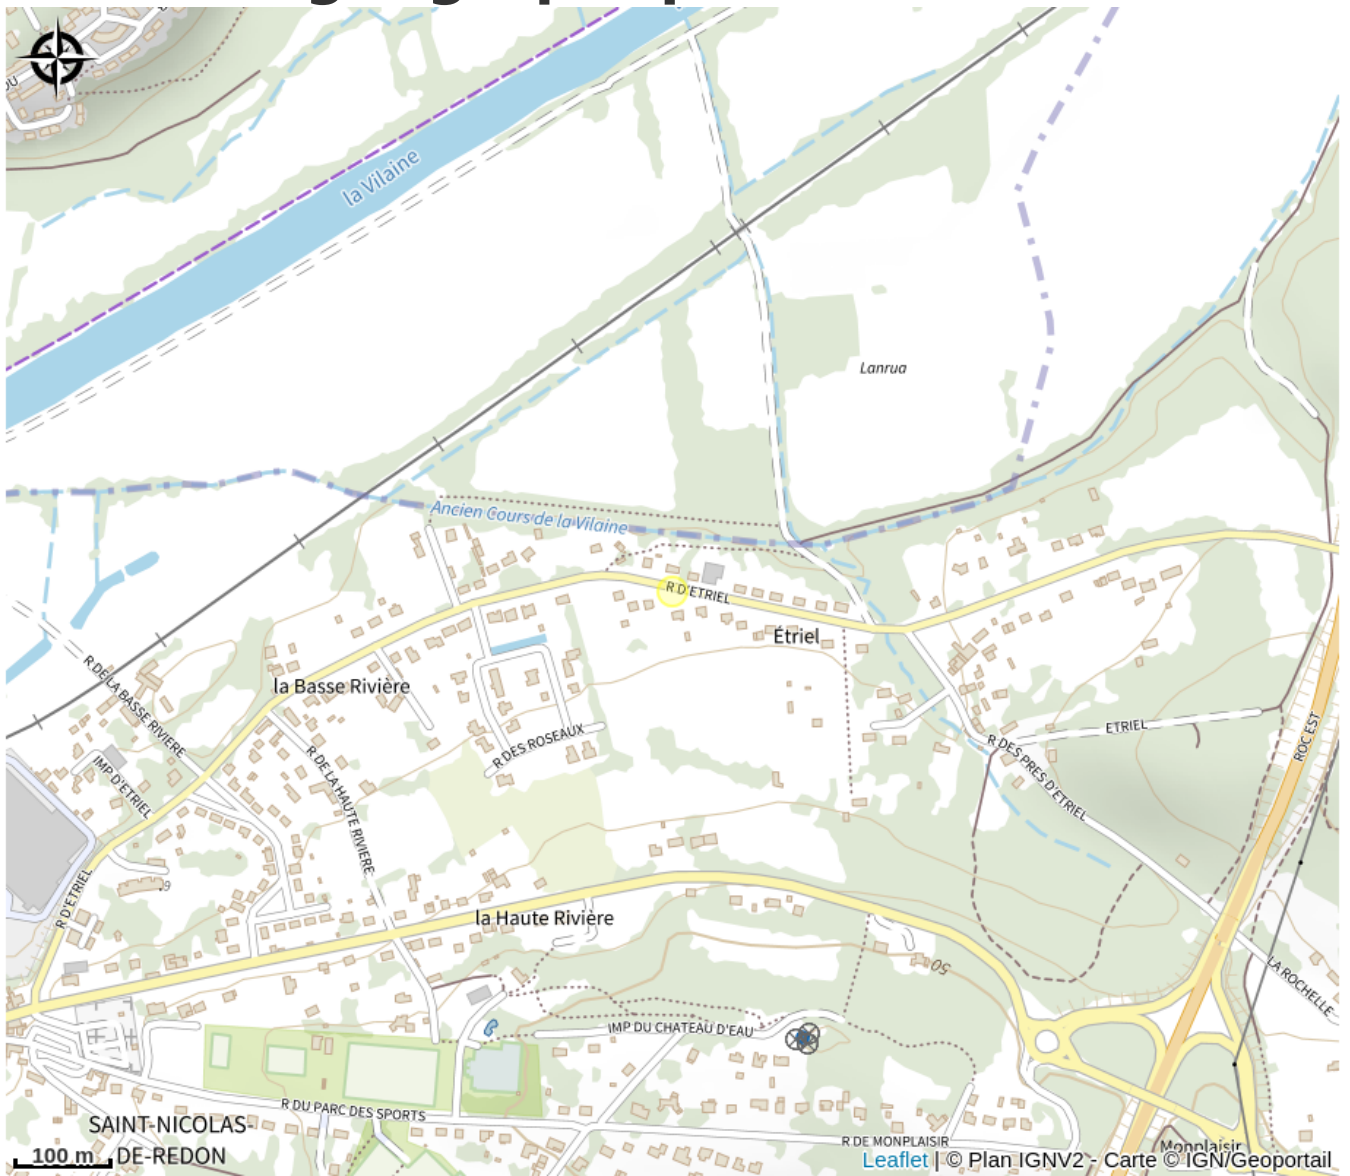 la Vilaine
Lanrua
Ancien Cours de la Vilaine
R D'ETRIEL
Étriel
R DE LA BASSE RIVIERE
la Basse Rivière
R DES ROSEAUX
ETRIEL
ROC EST
R DES PRES D'ETRIEL
IMP D'ETRIEL
R DE LA HAUTE RIVIERE
R D'ETRIEL
la Haute Rivière
50
LA ROCHELLE
IMP DU CHATEAU D'EAU
R DU PARC DES SPORTS
SAINT-NICOLAS-
DE-REDON
R DE MONPLAISIR
Monplaisir
100 m
Leaflet | © Plan IGNV2 - Carte © IGN/Geoportail